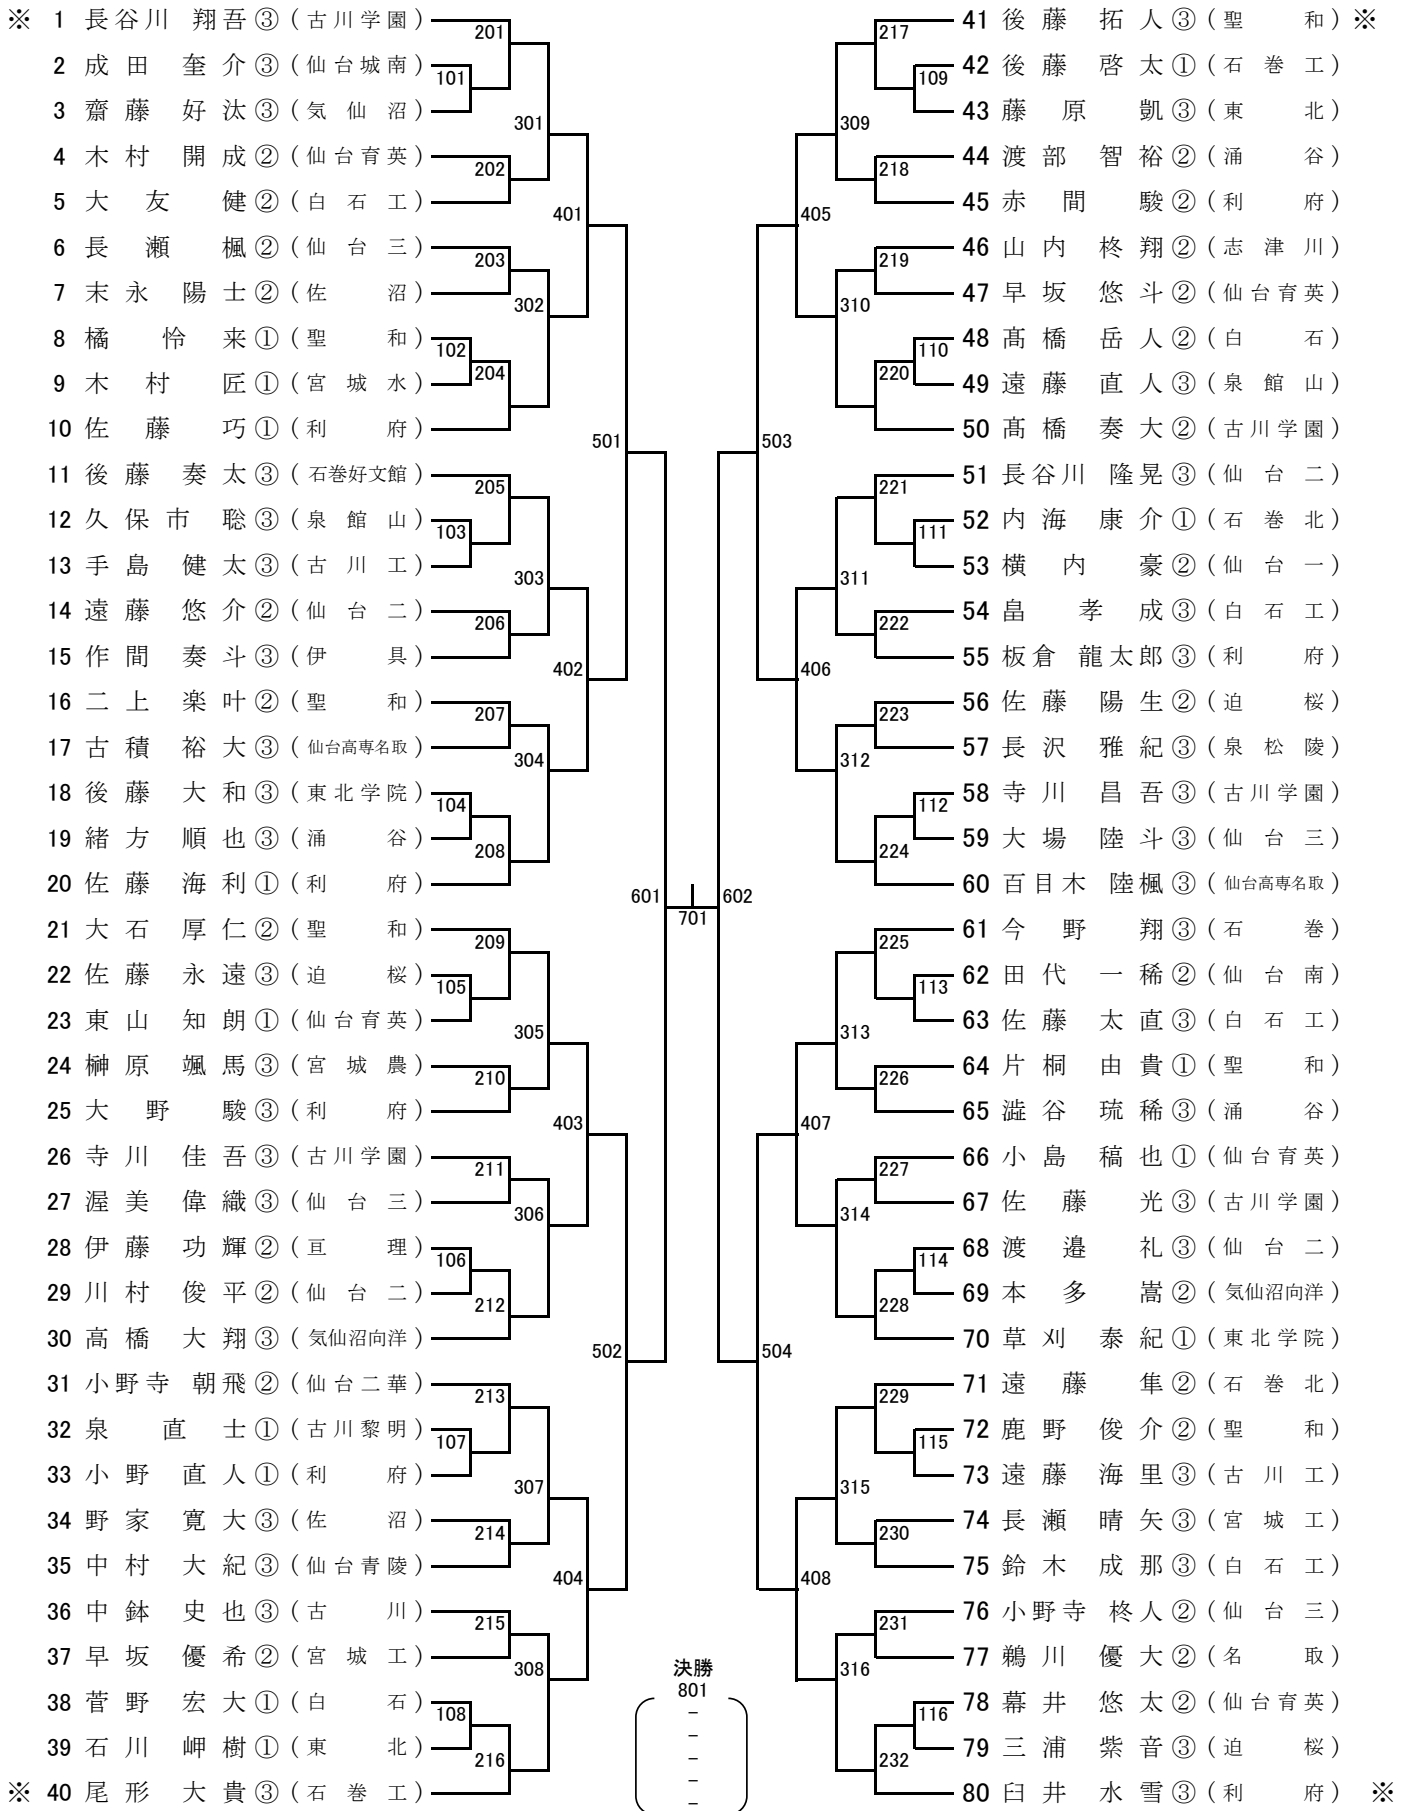 ※ 1 長谷川 翔吾③(古川学園)
2 成田 奎介③(仙台城南)
3 齋藤 好汰③(気仙沼)
4 木村 開成②(仙台育英)
5 大友 健②(白石工)
6 長瀬 楓②(仙台三)
7 末永 陽士②(佐沼)
8 橘 怜来①(聖和)
9 木村 匠①(宮城水)
10 佐藤 巧①(利府)
11 後藤 奏太③(石巻好文館)
12 久保市 聡③(泉館山)
13 手島 健太③(古川工)
14 遠藤 悠介②(仙台二)
15 作間 奏斗③(伊具)
16 二上 楽叶②(聖和)
17 古積 裕大③(仙台高専名取)
18 後藤 大和③(東北学院)
19 緒方 順也③(涌谷)
20 佐藤 海利①(利府)
21 大石 厚仁②(聖和)
22 佐藤 永遠③(迫桜)
23 東山 知朗①(仙台育英)
24 榊原 颯馬③(宮城農)
25 大野 駿③(利府)
26 寺川 佳吾③(古川学園)
27 渥美 偉織③(仙台三)
28 伊藤 功輝②(亘理)
29 川村 俊平②(仙台二)
30 高橋 大翔③(気仙沼向洋)
31 小野寺 朝飛②(仙台二華)
32 泉 直士①(古川黎明)
33 小野 直人①(利府)
34 野家 寛大③(佐沼)
35 中村 大紀③(仙台青陵)
36 中鉢 史也③(古川)
37 早坂 優希②(宮城工)
38 菅野 宏大①(白石)
39 石川 岬樹①(東北)
※ 40 尾形 大貴③(石巻工)
201
101
301
202
401
203
302
102
204
501
205
103
303
206
402
207
304
104
208
601
209
105
305
210
403
211
306
106
212
502
213
107
307
214
404
215
308
108
216
701
決勝
801
–
–
–
–
–
217
109
309
218
405
219
310
110
220
503
221
111
311
222
406
223
312
112
224
602
225
113
313
226
407
227
314
114
228
504
229
115
315
230
408
231
316
116
232
41 後藤 拓人③(聖和)※
42 後藤 啓太①(石巻工)
43 藤原 凱③(東北)
44 渡部 智裕②(涌谷)
45 赤間 駿②(利府)
46 山内 柊翔②(志津川)
47 早坂 悠斗②(仙台育英)
48 髙橋 岳人②(白石)
49 遠藤 直人③(泉館山)
50 髙橋 奏大②(古川学園)
51 長谷川 隆晃③(仙台二)
52 内海 康介①(石巻北)
53 横内 豪②(仙台一)
54 畠 孝成③(白石工)
55 板倉 龍太郎③(利府)
56 佐藤 陽生②(迫桜)
57 長沢 雅紀③(泉松陵)
58 寺川 昌吾③(古川学園)
59 大場 陸斗③(仙台三)
60 百目木 陸楓③(仙台高専名取)
61 今野 翔③(石巻)
62 田代 一稀②(仙台南)
63 佐藤 太直③(白石工)
64 片桐 由貴①(聖和)
65 澁谷 琉稀③(涌谷)
66 小島 稿也①(仙台育英)
67 佐藤 光③(古川学園)
68 渡邉 礼③(仙台二)
69 本多 嵩②(気仙沼向洋)
70 草刈 泰紀①(東北学院)
71 遠藤 隼②(石巻北)
72 鹿野 俊介②(聖和)
73 遠藤 海里③(古川工)
74 長瀬 晴矢③(宮城工)
75 鈴木 成那③(白石工)
76 小野寺 柊人②(仙台三)
77 鵜川 優大②(名取)
78 幕井 悠太②(仙台育英)
79 三浦 紫音③(迫桜)
80 臼井 水雪③(利府)※